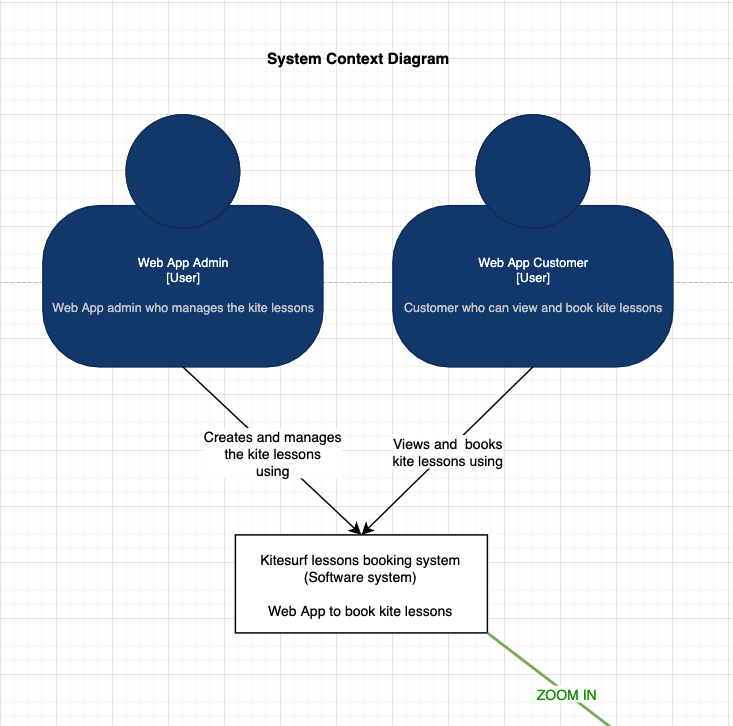 System Context Diagram
Web App Admin
[User]
Web App admin who manages the kite lessons
Web App Customer
[User]
Customer who can view and book kite lessons
Creates and manages
the kite lessons
using
Views and  books
kite lessons using
Kitesurf lessons booking system
(Software system)
Web App to book kite lessons
ZOOM IN